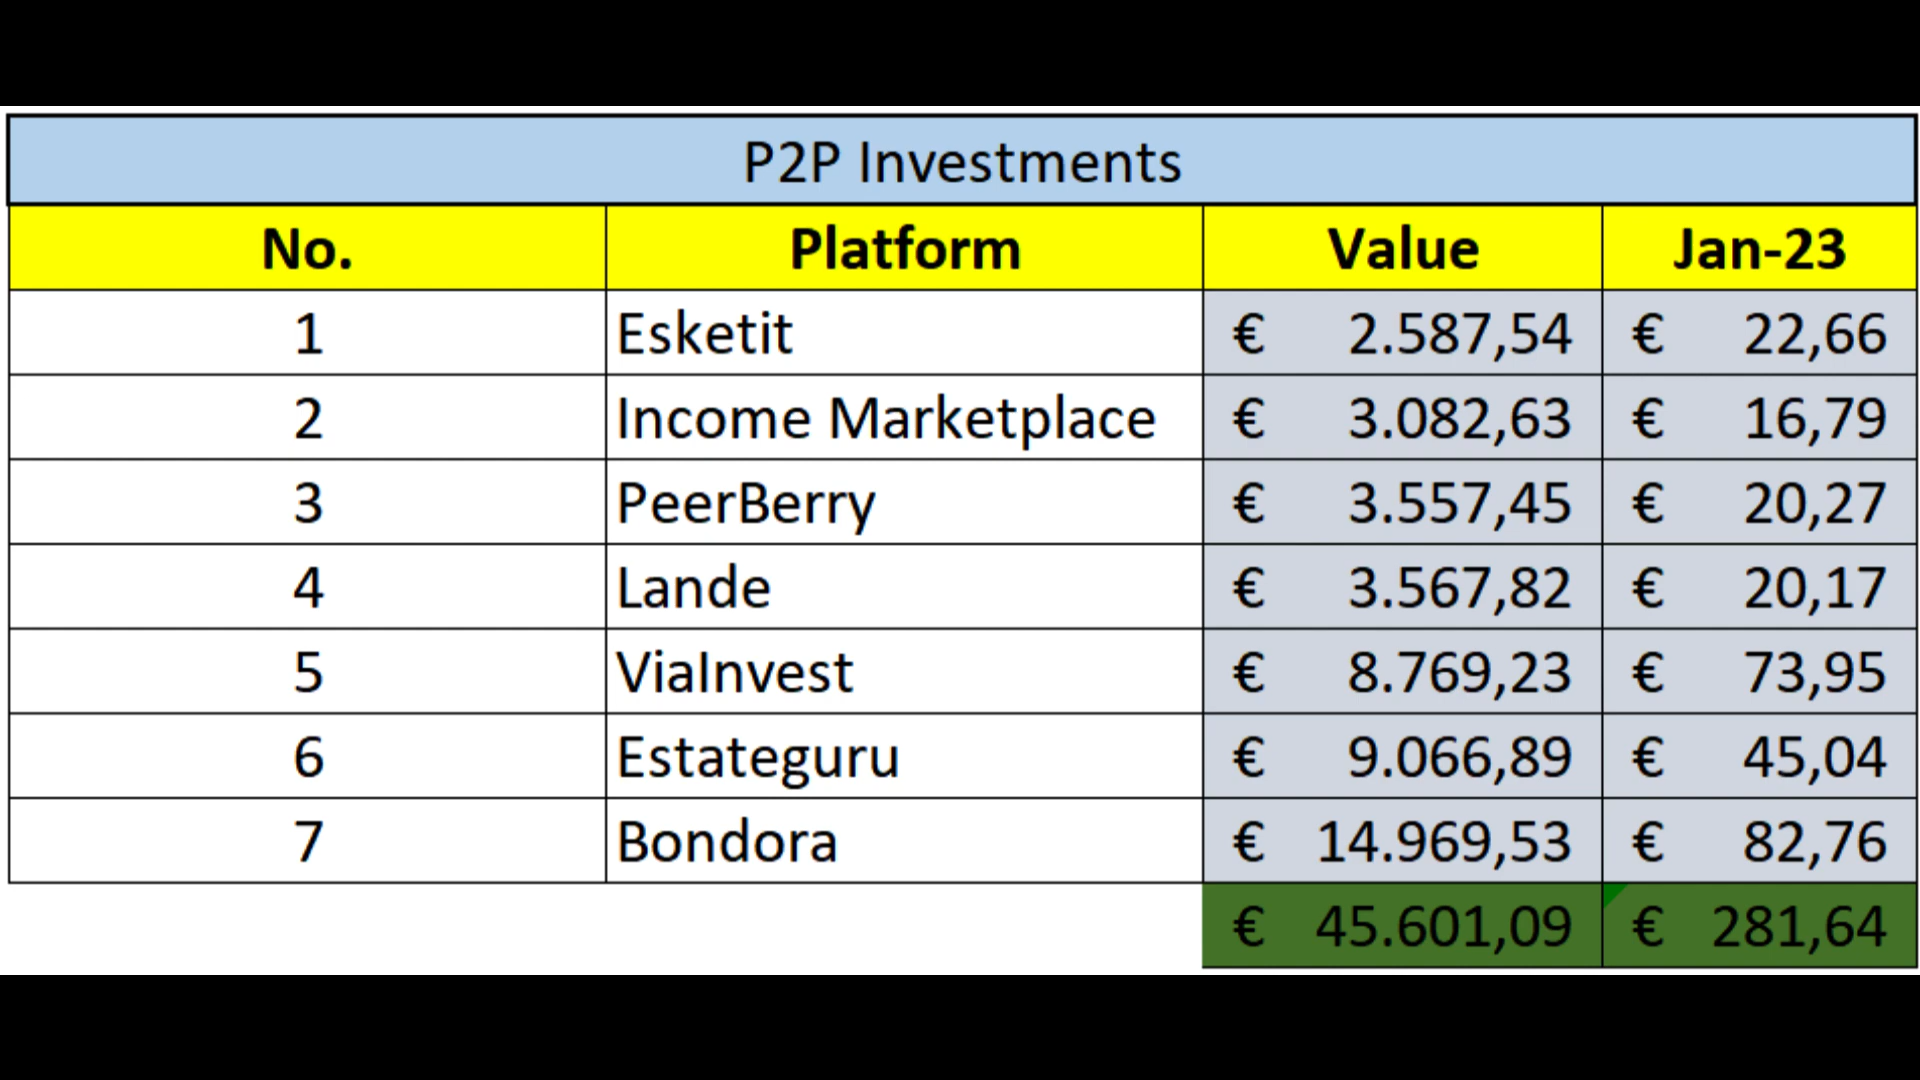 P2P Investments
No. Platform Value Jan-23
1 Esketit € 2.587,54 € 22,66
2 Income Marketplace € 3.082,63 € 16,79
3 PeerBerry € 3.557,45 € 20,27
4 Lande € 3.567,82 € 20,17
5 ViaInvest € 8.769,23 € 73,95
6 Estateguru € 9.066,89 € 45,04
7 Bondora € 14.969,53 € 82,76
€ 45.601,09 € 281,64